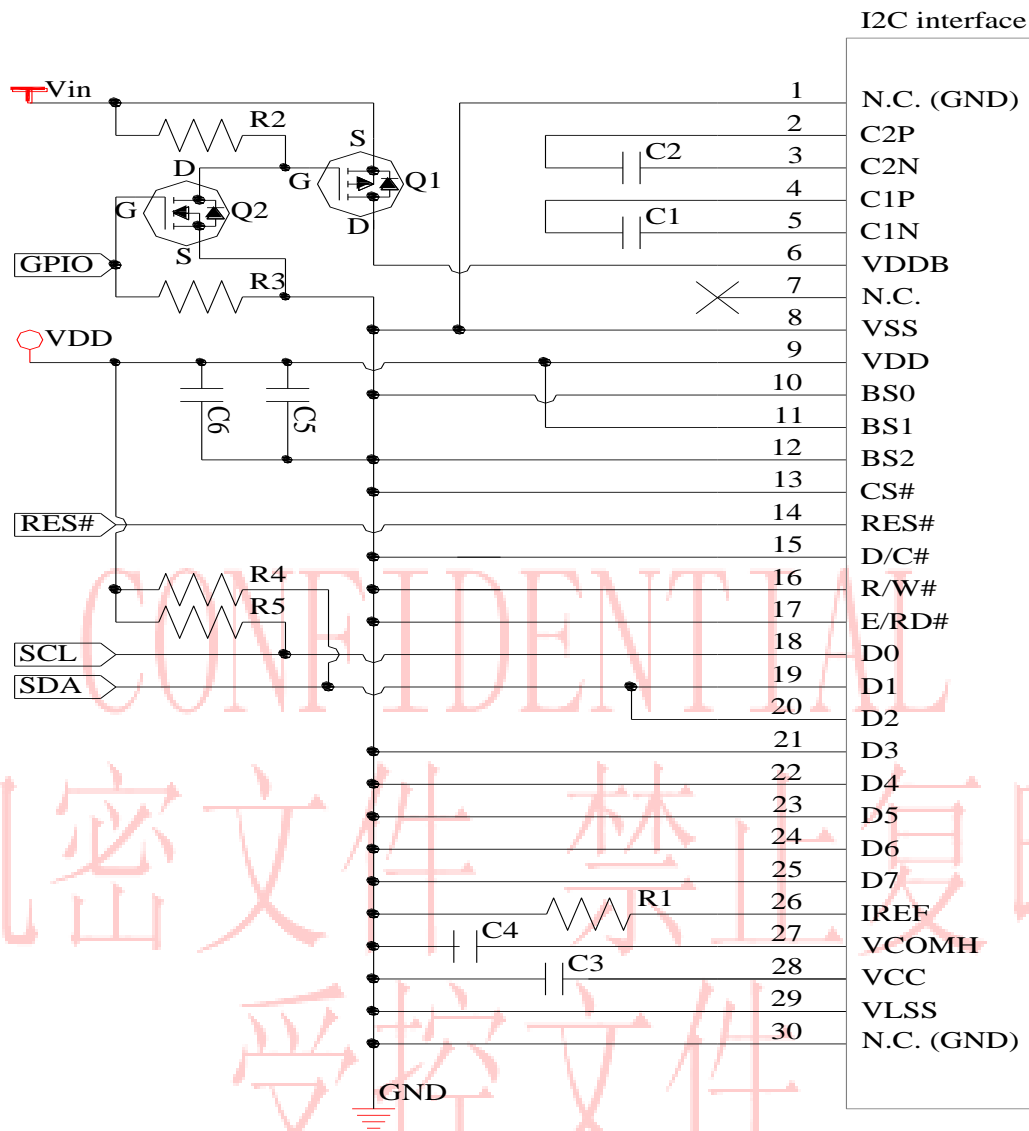 I2C interface
Vin
1 N.C. (GND)
R2
2 C2P
S
C2
3 C2N
D
G
Q1
4 C1P
G
Q2
C1
5 C1N
D
S
GPIO
6 VDDB
R3
7 N.C.
8 VSS
VDD
9 VDD
10 BS0
C6
C5
11 BS1
12 BS2
13 CS#
RES#
14 RES#
15 D/C#
R4
16 R/W#
R5
17 E/RD#
SCL
18 D0
SDA
19 D1
20 D2
21 D3
22 D4
23 D5
24 D6
25 D7
R1
26 IREF
C4
27 VCOMH
C3
28 VCC
29 VLSS
30 N.C. (GND)
GND
CONFIDENTIAL
机密文件 禁止复印
受控文件